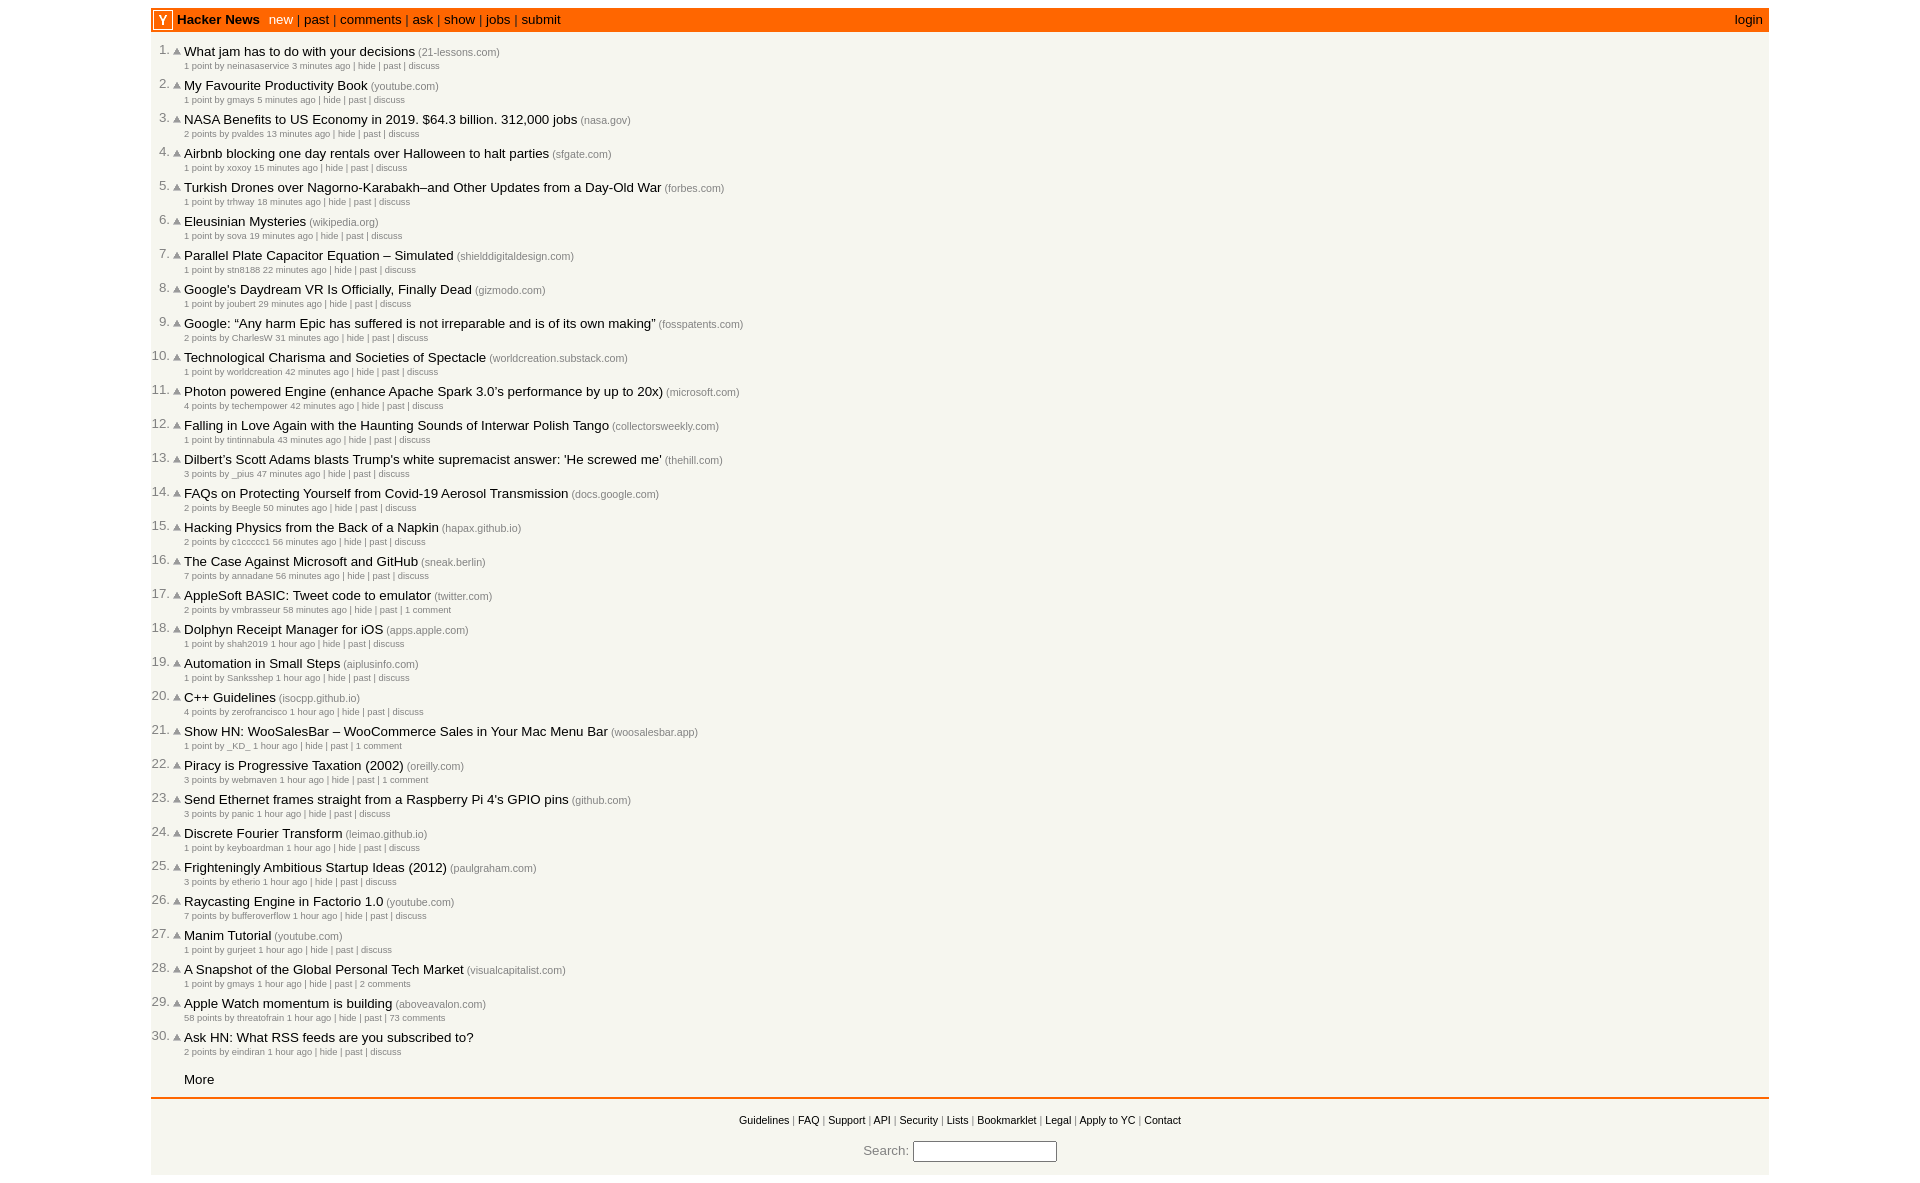 Y Hacker News new | past | comments | ask | show | jobs | submit login
1. What jam has to do with your decisions (21-lessons.com)
1 point by neinasaservice 3 minutes ago | hide | past | discuss
2. My Favourite Productivity Book (youtube.com)
1 point by gmays 5 minutes ago | hide | past | discuss
3. NASA Benefits to US Economy in 2019. $64.3 billion. 312,000 jobs (nasa.gov)
2 points by pvaldes 13 minutes ago | hide | past | discuss
4. Airbnb blocking one day rentals over Halloween to halt parties (sfgate.com)
1 point by xoxoy 15 minutes ago | hide | past | discuss
5. Turkish Drones over Nagorno-Karabakh–and Other Updates from a Day-Old War (forbes.com)
1 point by trhway 18 minutes ago | hide | past | discuss
6. Eleusinian Mysteries (wikipedia.org)
1 point by sova 19 minutes ago | hide | past | discuss
7. Parallel Plate Capacitor Equation – Simulated (shielddigitaldesign.com)
1 point by stn8188 22 minutes ago | hide | past | discuss
8. Google's Daydream VR Is Officially, Finally Dead (gizmodo.com)
1 point by joubert 29 minutes ago | hide | past | discuss
9. Google: “Any harm Epic has suffered is not irreparable and is of its own making” (fosspatents.com)
2 points by CharlesW 31 minutes ago | hide | past | discuss
10. Technological Charisma and Societies of Spectacle (worldcreation.substack.com)
1 point by worldcreation 42 minutes ago | hide | past | discuss
11. Photon powered Engine (enhance Apache Spark 3.0’s performance by up to 20x) (microsoft.com)
4 points by techempower 42 minutes ago | hide | past | discuss
12. Falling in Love Again with the Haunting Sounds of Interwar Polish Tango (collectorsweekly.com)
1 point by tintinnabula 43 minutes ago | hide | past | discuss
13. Dilbert’s Scott Adams blasts Trump's white supremacist answer: 'He screwed me' (thehill.com)
3 points by _pius 47 minutes ago | hide | past | discuss
14. FAQs on Protecting Yourself from Covid-19 Aerosol Transmission (docs.google.com)
2 points by Beegle 50 minutes ago | hide | past | discuss
15. Hacking Physics from the Back of a Napkin (hapax.github.io)
2 points by c1ccccc1 56 minutes ago | hide | past | discuss
16. The Case Against Microsoft and GitHub (sneak.berlin)
7 points by annadane 56 minutes ago | hide | past | discuss
17. AppleSoft BASIC: Tweet code to emulator (twitter.com)
2 points by vmbrasseur 58 minutes ago | hide | past | 1 comment
18. Dolphyn Receipt Manager for iOS (apps.apple.com)
1 point by shah2019 1 hour ago | hide | past | discuss
19. Automation in Small Steps (aiplusinfo.com)
1 point by Sanksshep 1 hour ago | hide | past | discuss
20. C++ Guidelines (isocpp.github.io)
4 points by zerofrancisco 1 hour ago | hide | past | discuss
21. Show HN: WooSalesBar – WooCommerce Sales in Your Mac Menu Bar (woosalesbar.app)
1 point by _KD_ 1 hour ago | hide | past | 1 comment
22. Piracy is Progressive Taxation (2002) (oreilly.com)
3 points by webmaven 1 hour ago | hide | past | 1 comment
23. Send Ethernet frames straight from a Raspberry Pi 4's GPIO pins (github.com)
3 points by panic 1 hour ago | hide | past | discuss
24. Discrete Fourier Transform (leimao.github.io)
1 point by keyboardman 1 hour ago | hide | past | discuss
25. Frighteningly Ambitious Startup Ideas (2012) (paulgraham.com)
3 points by etherio 1 hour ago | hide | past | discuss
26. Raycasting Engine in Factorio 1.0 (youtube.com)
7 points by bufferoverflow 1 hour ago | hide | past | discuss
27. Manim Tutorial (youtube.com)
1 point by gurjeet 1 hour ago | hide | past | discuss
28. A Snapshot of the Global Personal Tech Market (visualcapitalist.com)
1 point by gmays 1 hour ago | hide | past | 2 comments
29. Apple Watch momentum is building (aboveavalon.com)
58 points by threatofrain 1 hour ago | hide | past | 73 comments
30. Ask HN: What RSS feeds are you subscribed to?
2 points by eindiran 1 hour ago | hide | past | discuss
More
Guidelines | FAQ | Support | API | Security | Lists | Bookmarklet | Legal | Apply to YC | Contact
Search: